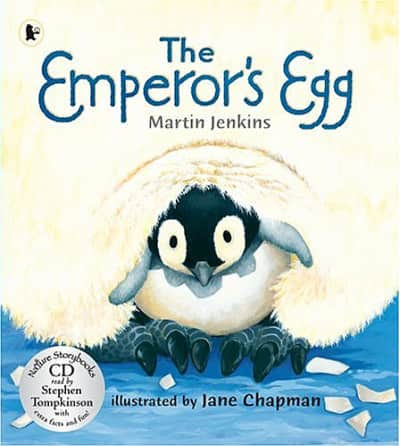 The
Emperor's Egg
Martin Jenkins
Nature Storybooks
CD
read by
Stephen
Tompkinson
with
extra facts and fun!
illustrated by Jane Chapman